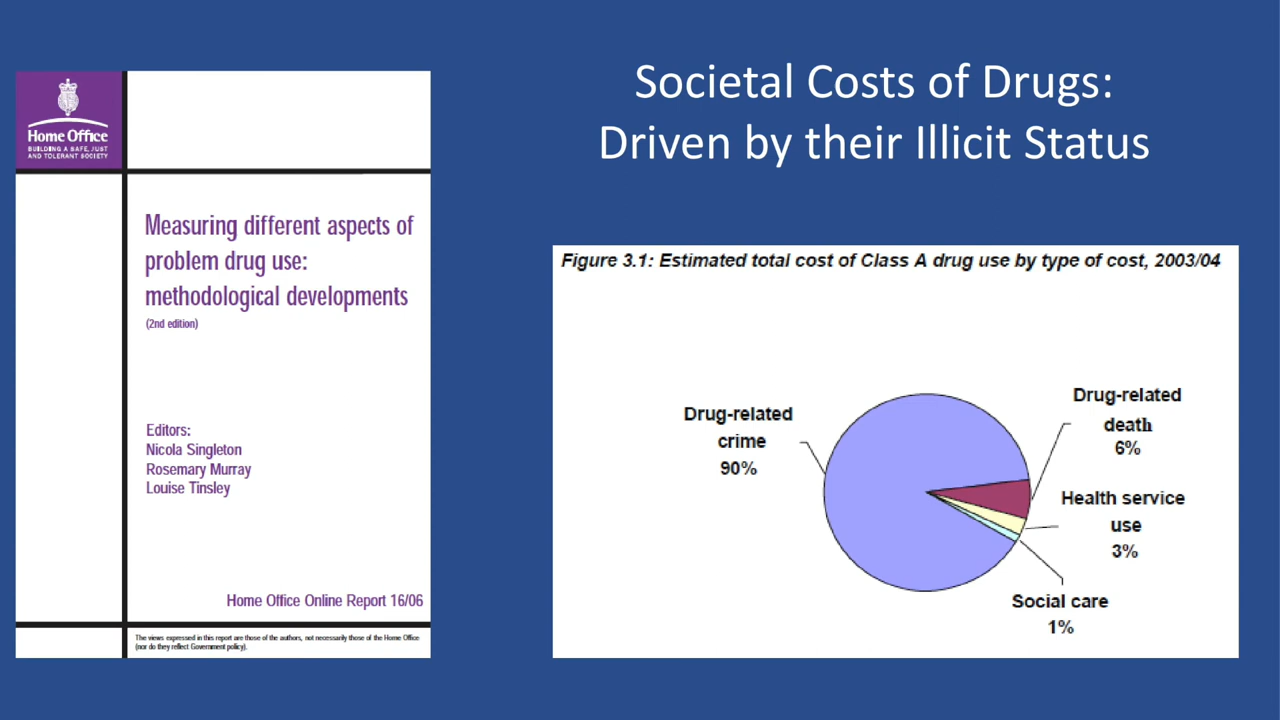 Societal Costs of Drugs:
Driven by their Illicit Status
Home Office
BUILDING A SAFE, JUST
AND TOLERANT SOCIETY
Measuring different aspects of
problem drug use:
methodological developments
(2nd edition)
Editors:
Nicola Singleton
Rosemary Murray
Louise Tinsley
Home Office Online Report 16/06
The views expressed in this report are those of the authors, not necessarily those of the Home Office
(nor do they reflect Government policy).
Figure 3.1: Estimated total cost of Class A drug use by type of cost, 2003/04
Drug-related
crime
90%
Drug-related
death
6%
Health service
use
3%
Social care
1%